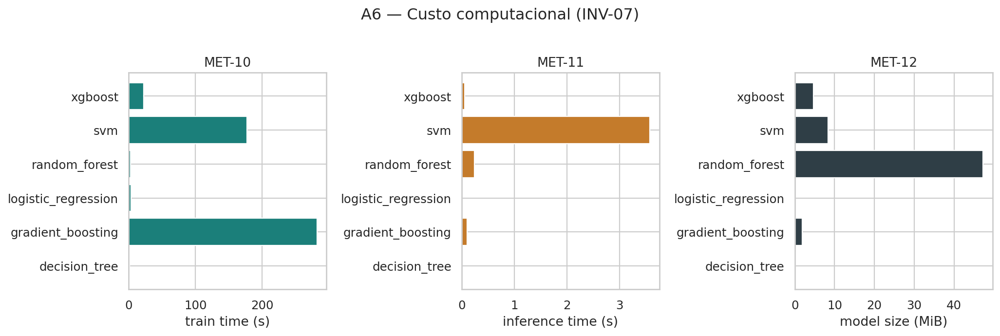 A6 — Custo computacional (INV-07)
MET-10
xgboost
svm
random_forest
logistic_regression
gradient_boosting
decision_tree
0 100 200
train time (s)
MET-11
xgboost
svm
random_forest
logistic_regression
gradient_boosting
decision_tree
0 1 2 3
inference time (s)
MET-12
xgboost
svm
random_forest
logistic_regression
gradient_boosting
decision_tree
0 10 20 30 40
model size (MiB)